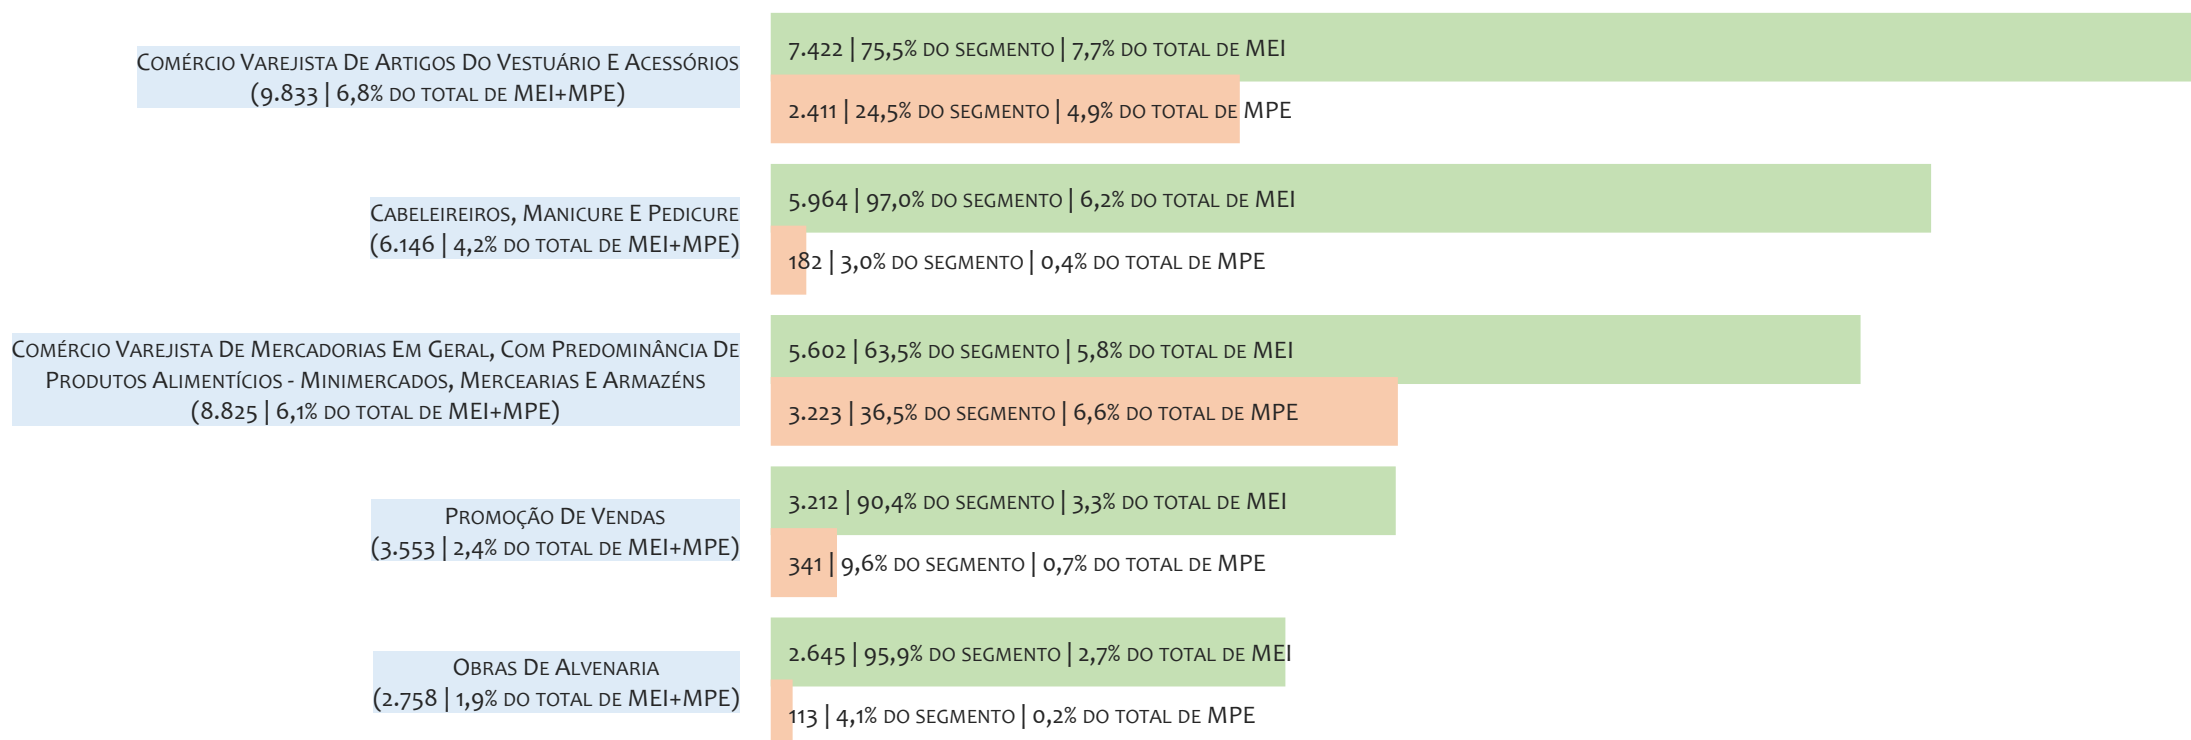 Comércio Varejista De Artigos Do Vestuário E Acessórios
(9.833 | 6,8% do total de MEI+MPE)
7.422 | 75,5% do segmento | 7,7% do total de MEI
2.411 | 24,5% do segmento | 4,9% do total de MPE
Cabeleireiros, Manicure E Pedicure
(6.146 | 4,2% do total de MEI+MPE)
5.964 | 97,0% do segmento | 6,2% do total de MEI
182 | 3,0% do segmento | 0,4% do total de MPE
Comércio Varejista De Mercadorias Em Geral, Com Predominância De
Produtos Alimentícios - Minimercados, Mercearias E Armazéns
(8.825 | 6,1% do total de MEI+MPE)
5.602 | 63,5% do segmento | 5,8% do total de MEI
3.223 | 36,5% do segmento | 6,6% do total de MPE
Promoção De Vendas
(3.553 | 2,4% do total de MEI+MPE)
3.212 | 90,4% do segmento | 3,3% do total de MEI
341 | 9,6% do segmento | 0,7% do total de MPE
Obras De Alvenaria
(2.758 | 1,9% do total de MEI+MPE)
2.645 | 95,9% do segmento | 2,7% do total de MEI
113 | 4,1% do segmento | 0,2% do total de MPE